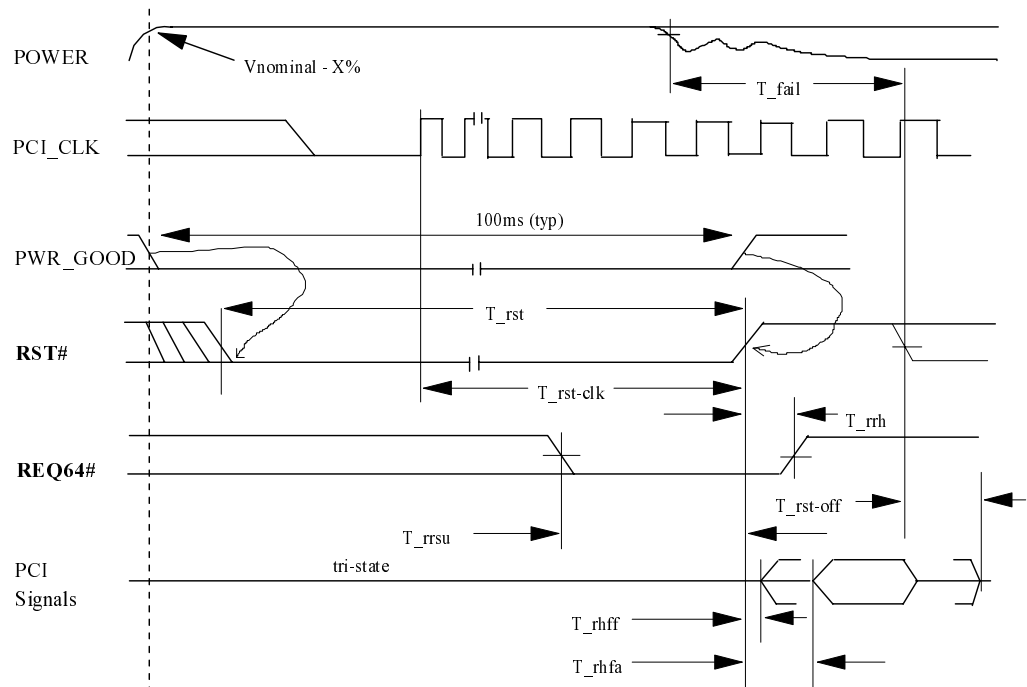 POWER
Vnominal - X%
T_fail
PCI_CLK
100ms (typ)
PWR_GOOD
T_rst
RST#
T_rst-clk
T_rrh
REQ64#
T_rst-off
T_rrsu
PCI
Signals
tri-state
T_rhff
T_rhfa